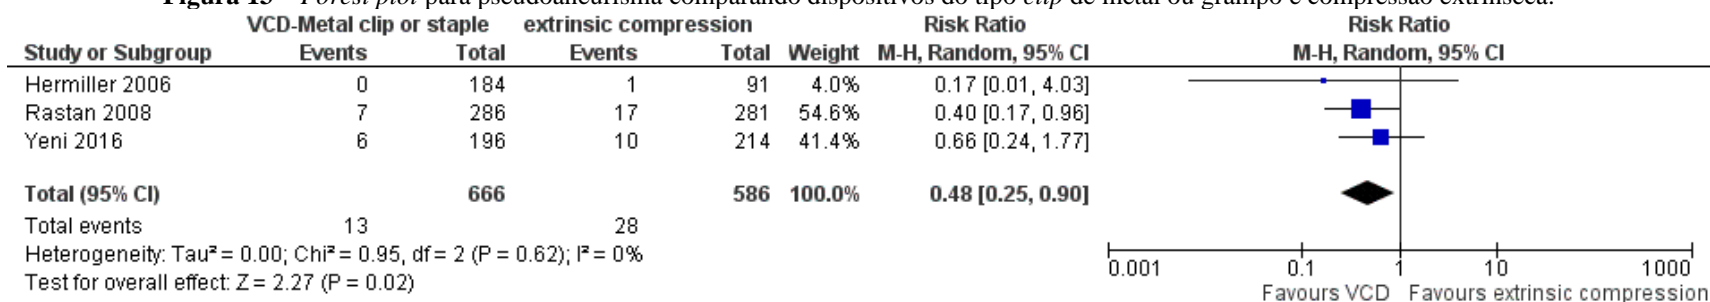 Figura 15 – Forest plot para pseudoaneurisma comparando dispositivos do tipo clip de metal ou grampo e compressão extrínseca.
VCD-Metal clip or staple extrinsic compression Risk Ratio Risk Ratio
Study or Subgroup Events Total Events Total Weight M-H, Random, 95% CI M-H, Random, 95% CI
Hermiller 2006 0 184 1 91 4.0% 0.17 [0.01, 4.03]
Rastan 2008 7 286 17 281 54.6% 0.40 [0.17, 0.96]
Yeni 2016 6 196 10 214 41.4% 0.66 [0.24, 1.77]
Total (95% CI) 666 586 100.0% 0.48 [0.25, 0.90]
Total events 13 28
Heterogeneity: Tau² = 0.00; Chi² = 0.95, df = 2 (P = 0.62); I² = 0%
Test for overall effect: Z = 2.27 (P = 0.02)
0.001 0.1 1 10 1000
Favours VCD Favours extrinsic compression